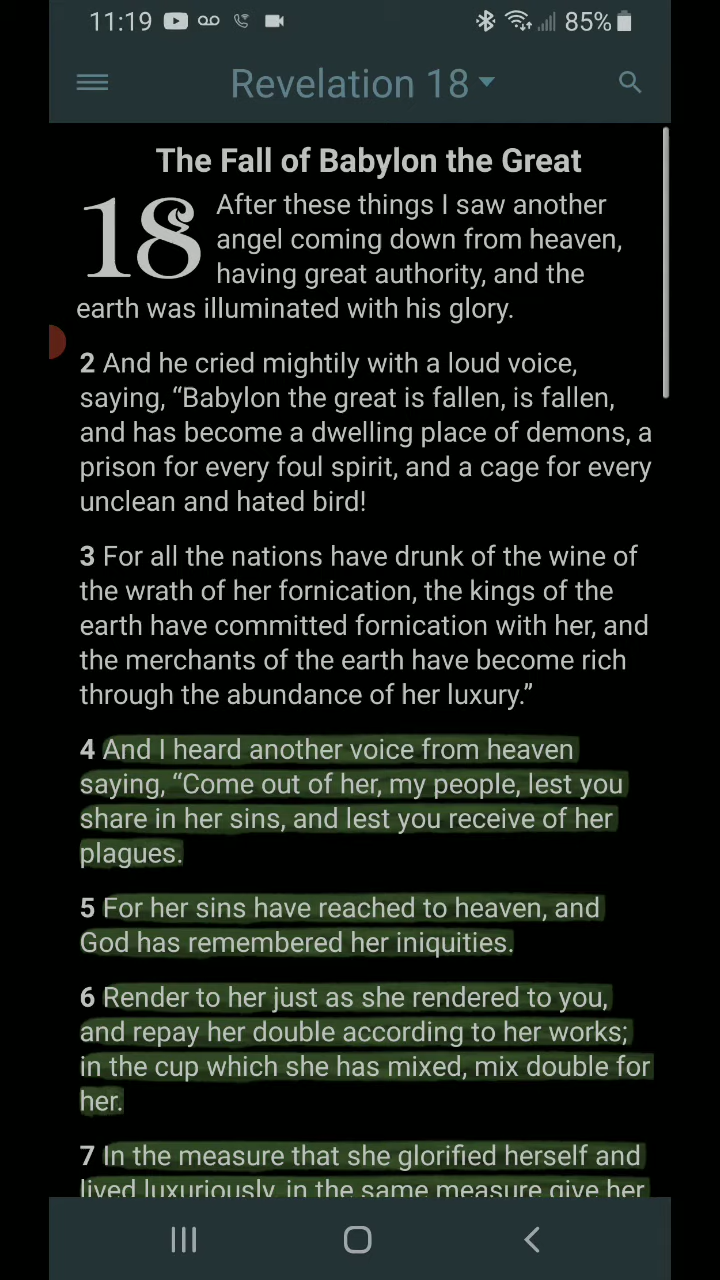 11:19 85%
Revelation 18
The Fall of Babylon the Great
18 After these things I saw another
angel coming down from heaven,
having great authority, and the
earth was illuminated with his glory.
2 And he cried mightily with a loud voice,
saying, “Babylon the great is fallen, is fallen,
and has become a dwelling place of demons, a
prison for every foul spirit, and a cage for every
unclean and hated bird!
3 For all the nations have drunk of the wine of
the wrath of her fornication, the kings of the
earth have committed fornication with her, and
the merchants of the earth have become rich
through the abundance of her luxury.”
4 And I heard another voice from heaven
saying, “Come out of her, my people, lest you
share in her sins, and lest you receive of her
plagues.
5 For her sins have reached to heaven, and
God has remembered her iniquities.
6 Render to her just as she rendered to you,
and repay her double according to her works;
in the cup which she has mixed, mix double for
her.
7 In the measure that she glorified herself and
lived luxuriously, in the same measure give her